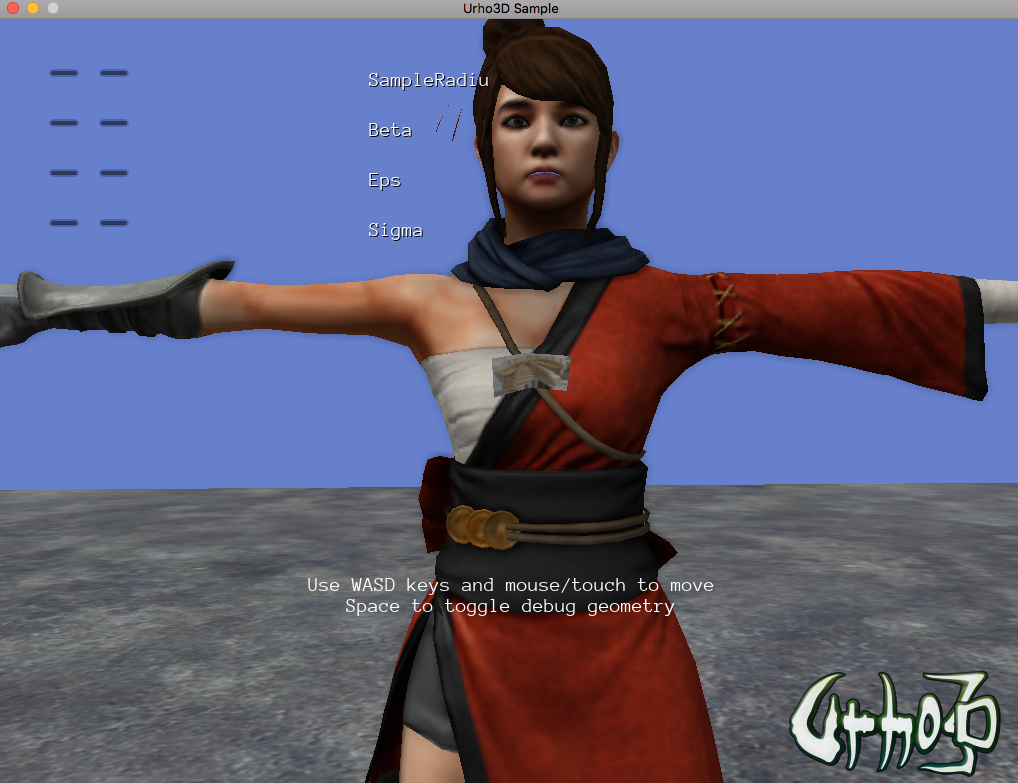 Urho3D Sample
SampleRadiu
Beta
Eps
Sigma
Use WASD keys and mouse/touch to move
Space to toggle debug geometry
Urho3D